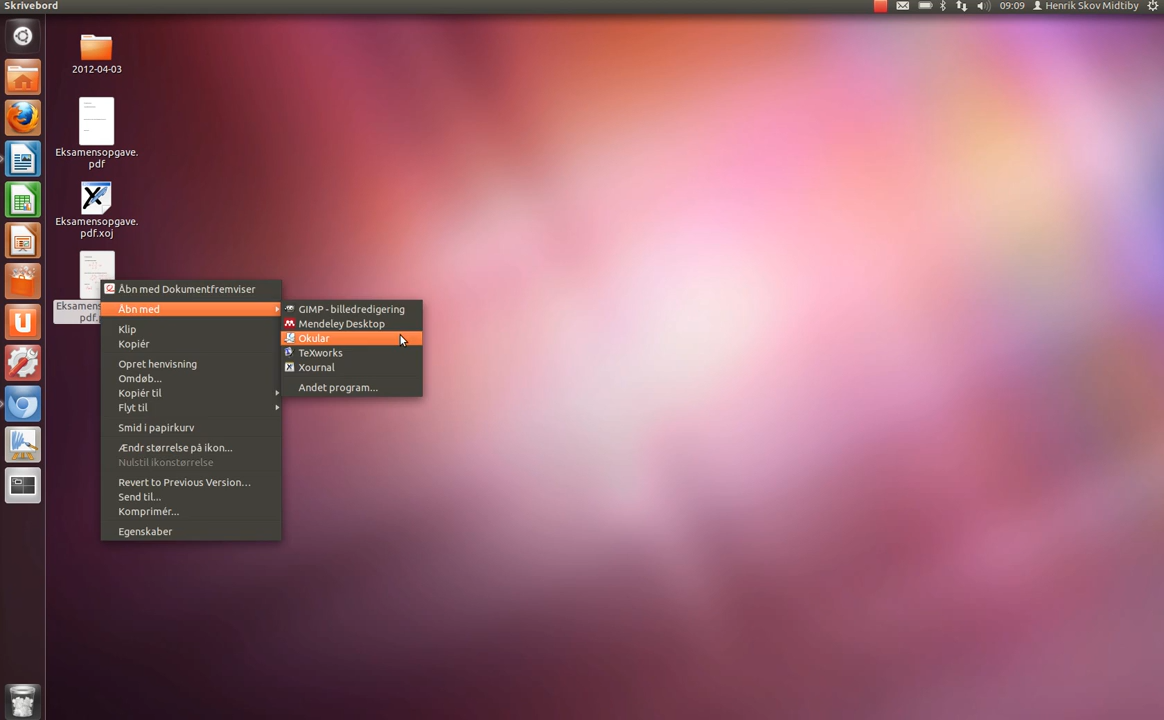 Skrivebord
09:09
Henrik Skov Midtiby
2012-04-03
Eksamensopgave.
pdf
Eksamensopgave.
pdf.xoj
Eksamens
pdf.
Åbn med Dokumentfremviser
Åbn med
Klip
Kopiér
Opret henvisning
Omdøb...
Kopiér til
Flyt til
Smid i papirkurv
Ændr størrelse på ikon...
Nulstil ikonstørrelse
Revert to Previous Version...
Send til...
Komprimér...
Egenskaber
GIMP - billedredigering
Mendeley Desktop
Okular
TeXworks
Xournal
Andet program...